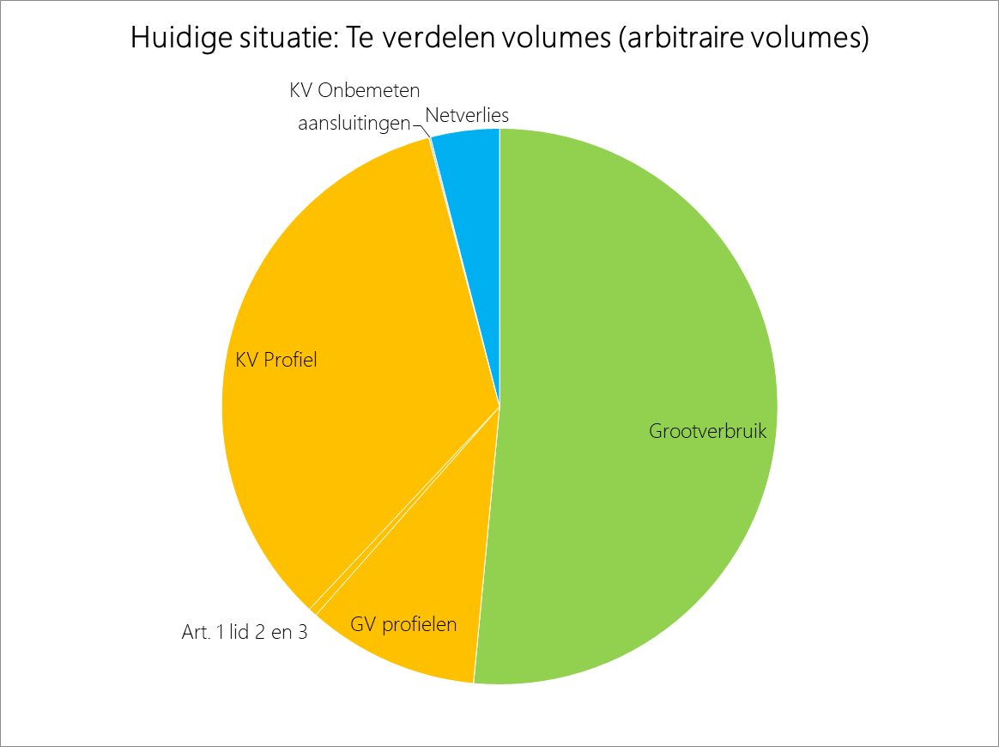 Huidige situatie: Te verdelen volumes (arbitraire volumes)
KV Onbemeten
aansluitingen
Netverlies
KV Profiel
Grootverbruik
GV profielen
Art. 1 lid 2 en 3